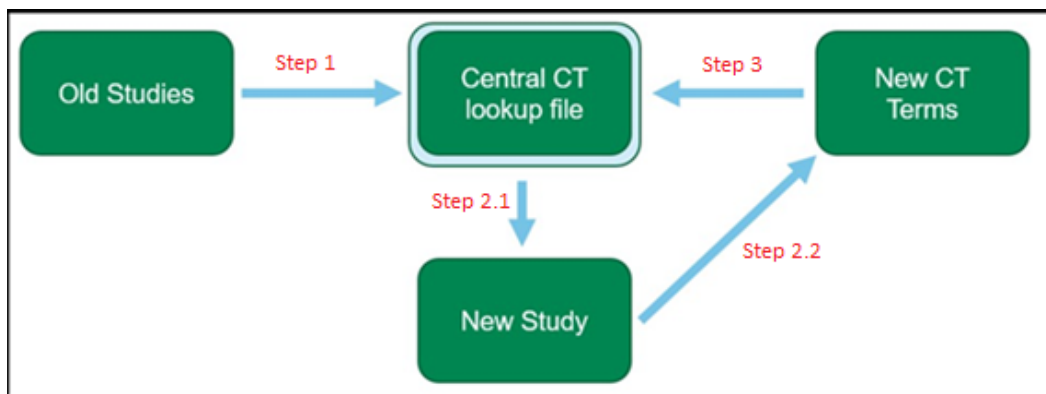 Step 1
Old Studies
Central CT
lookup file
Step 3
New CT
Terms
Step 2.1
Step 2.2
New Study